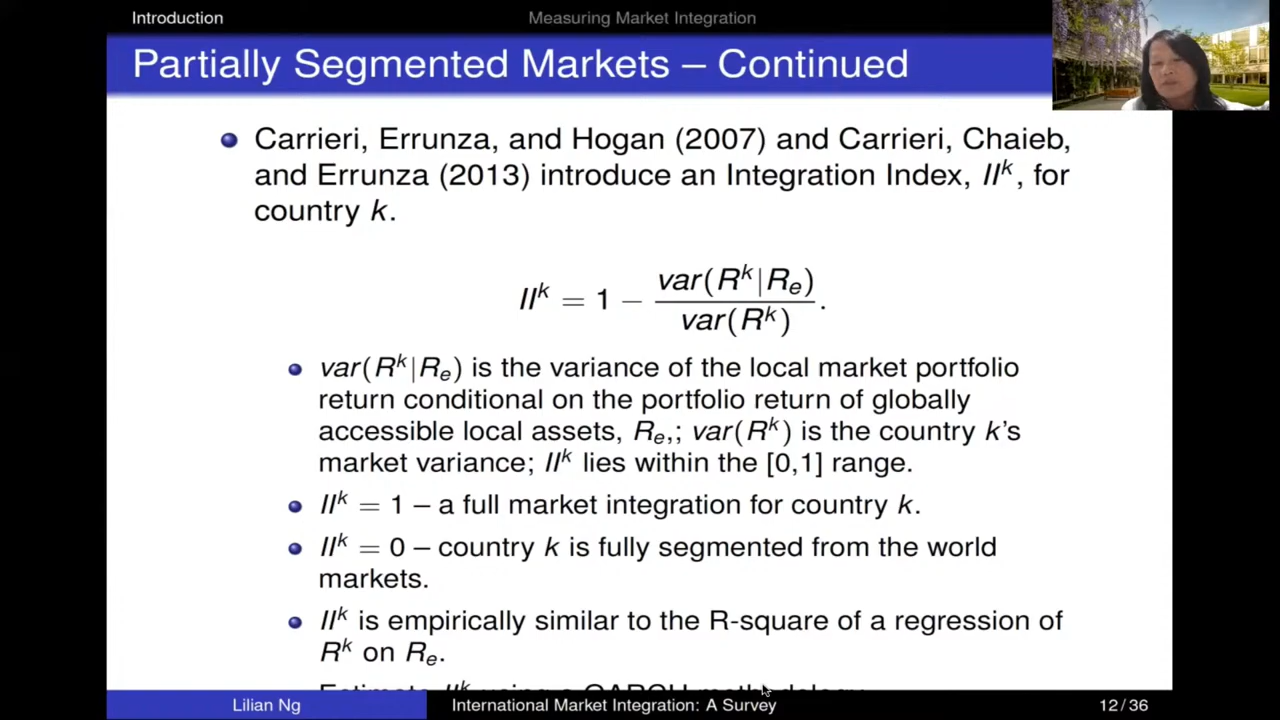 Introduction
Measuring Market Integration
Partially Segmented Markets – Continued
Carrieri, Errunza, and Hogan (2007) and Carrieri, Chaieb,
and Errunza (2013) introduce an Integration Index, II^k, for
country k.
II^k = 1 − var(R^k|R_e) / var(R^k).
var(R^k|R_e) is the variance of the local market portfolio
return conditional on the portfolio return of globally
accessible local assets, R_e,; var(R^k) is the country k's
market variance; II^k lies within the [0,1] range.
II^k = 1 – a full market integration for country k.
II^k = 0 – country k is fully segmented from the world
markets.
II^k is empirically similar to the R-square of a regression of
R^k on R_e.
Estimate II^k using a GARCH methodology
Lilian Ng
International Market Integration: A Survey
12/36